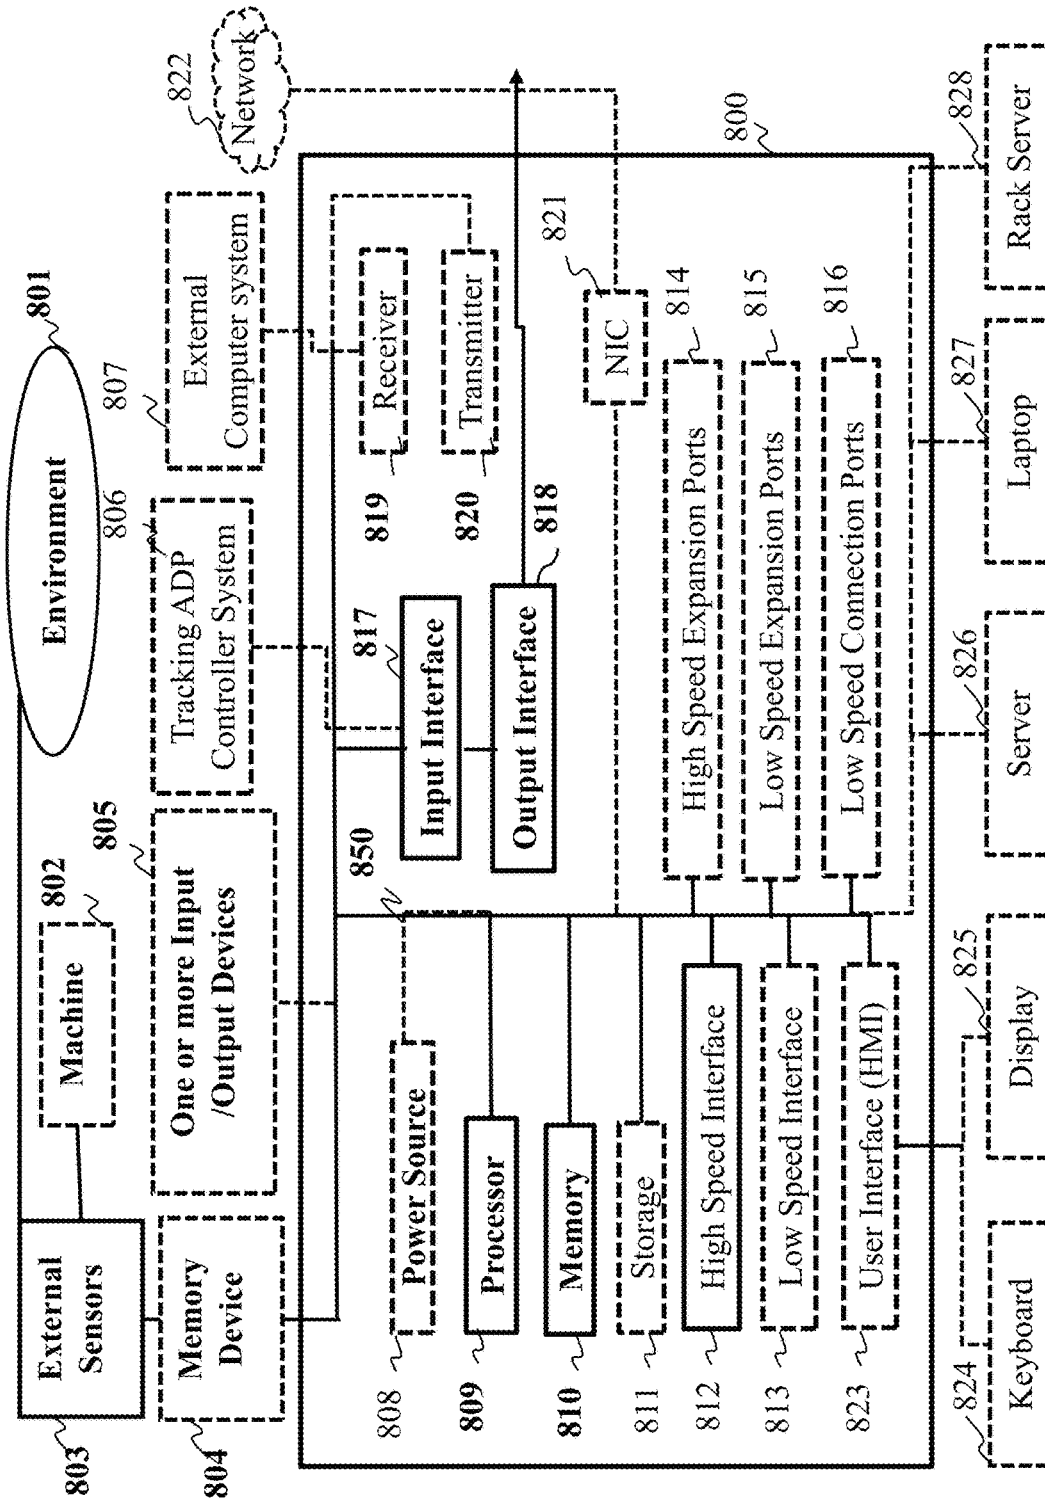 801
Environment
802
Machine
External
Sensors
803
805
One or more Input
/Output Devices
806
Tracking ADP
Controller System
807
External
Computer system
822
Network
Memory
Device
804
850
817
Input Interface
Output Interface
818
819
Receiver
820
Transmitter
821
NIC
800
808
Power Source
809
Processor
810
Memory
811
Storage
812
High Speed Interface
813
Low Speed Interface
823
User Interface (HMI)
High Speed Expansion Ports
814
Low Speed Expansion Ports
815
Low Speed Connection Ports
816
824
Keyboard
825
Display
826
Server
827
Laptop
828
Rack Server